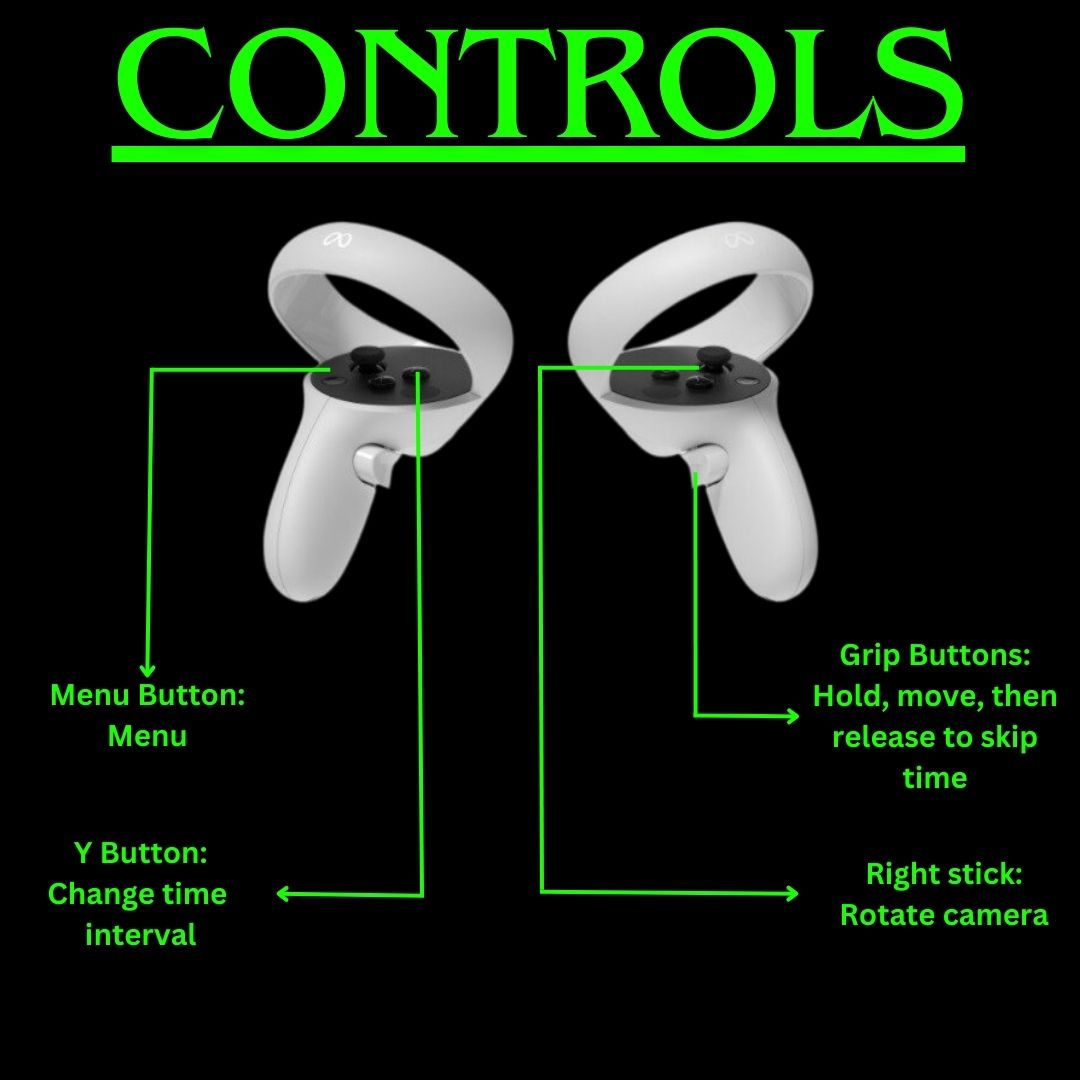 CONTROLS
Menu Button:
Menu
Grip Buttons:
Hold, move, then
release to skip
time
Y Button:
Change time
interval
Right stick:
Rotate camera